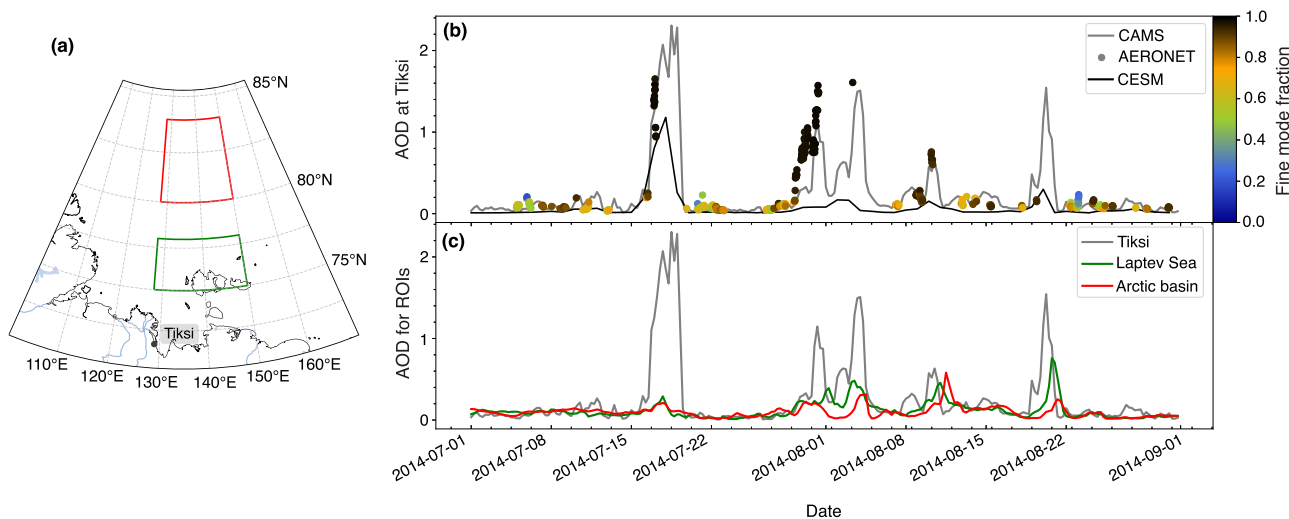 (a)
85°N
80°N
75°N
Tiksi
110°E
120°E
130°E
140°E
150°E
160°E
(b)
AOD at Tiksi
2
1
0
CAMS
AERONET
CESM
1.0
0.8
0.6
0.4
0.2
0.0
Fine mode fraction
(c)
AOD for ROIs
2
1
0
Tiksi
Laptev Sea
Arctic basin
2014-07-01
2014-07-08
2014-07-15
2014-07-22
2014-08-01
2014-08-08
2014-08-15
2014-08-22
2014-09-01
Date